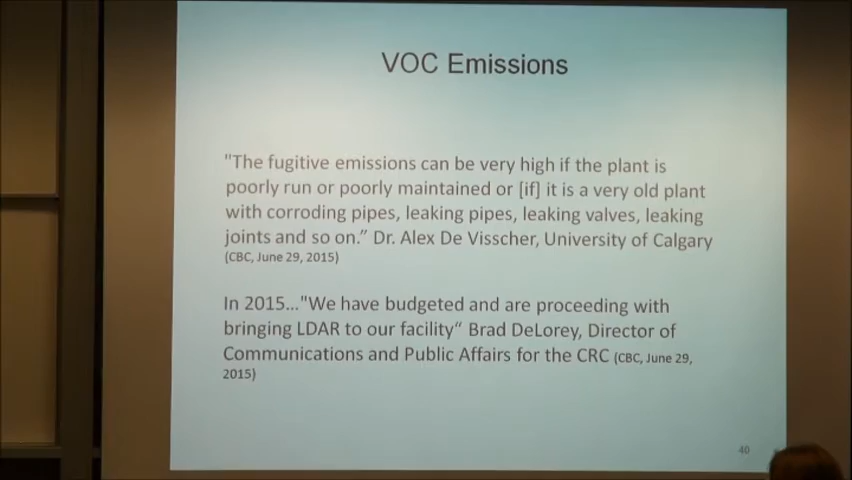 VOC Emissions
"The fugitive emissions can be very high if the plant is
poorly run or poorly maintained or [if] it is a very old plant
with corroding pipes, leaking pipes, leaking valves, leaking
joints and so on.” Dr. Alex De Visscher, University of Calgary
(CBC, June 29, 2015)
In 2015..."We have budgeted and are proceeding with
bringing LDAR to our facility“ Brad DeLorey, Director of
Communications and Public Affairs for the CRC (CBC, June 29,
2015)
40